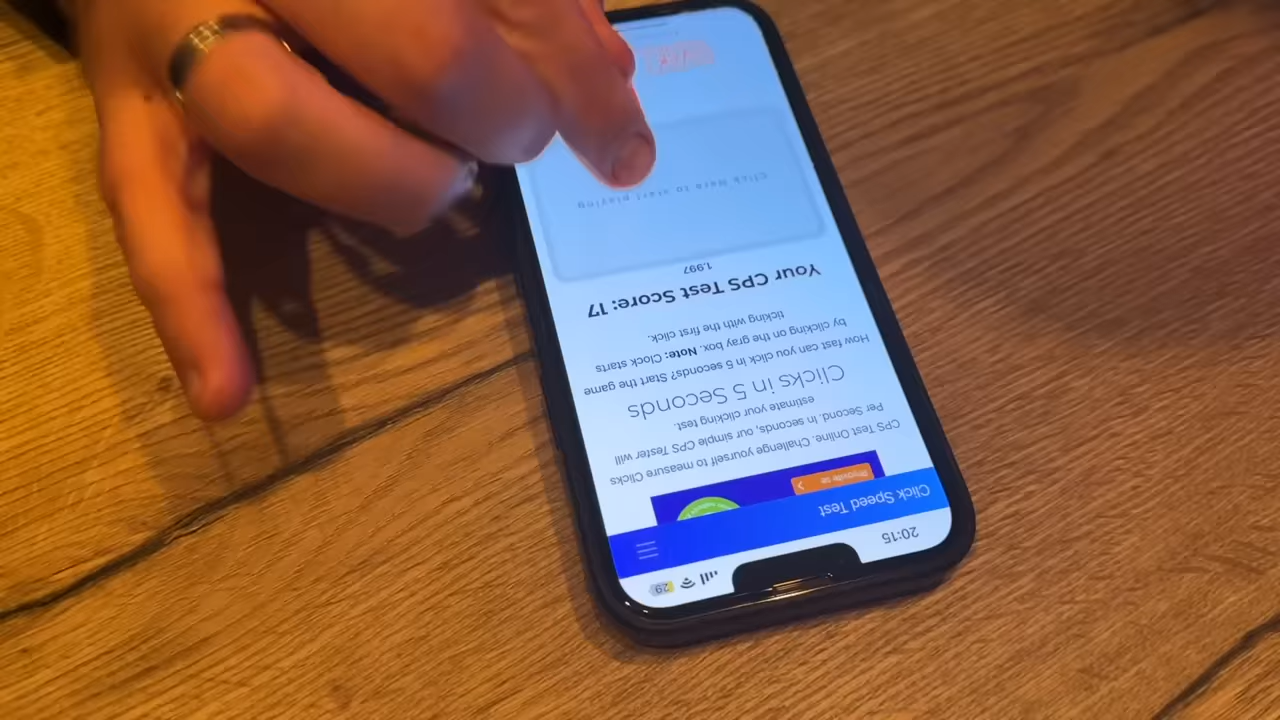 20:15
29
Click Speed Test
CPS Test Online. Challenge yourself to measure Clicks
Per Second. In seconds, our simple CPS Tester will
estimate your clicking test.
Clicks in 5 Seconds
How fast can you click in 5 seconds? Start the game
by clicking on the gray box. Note: Clock starts
ticking with the first click.
Your CPS Test Score: 17
1.997
Click Here to start playing